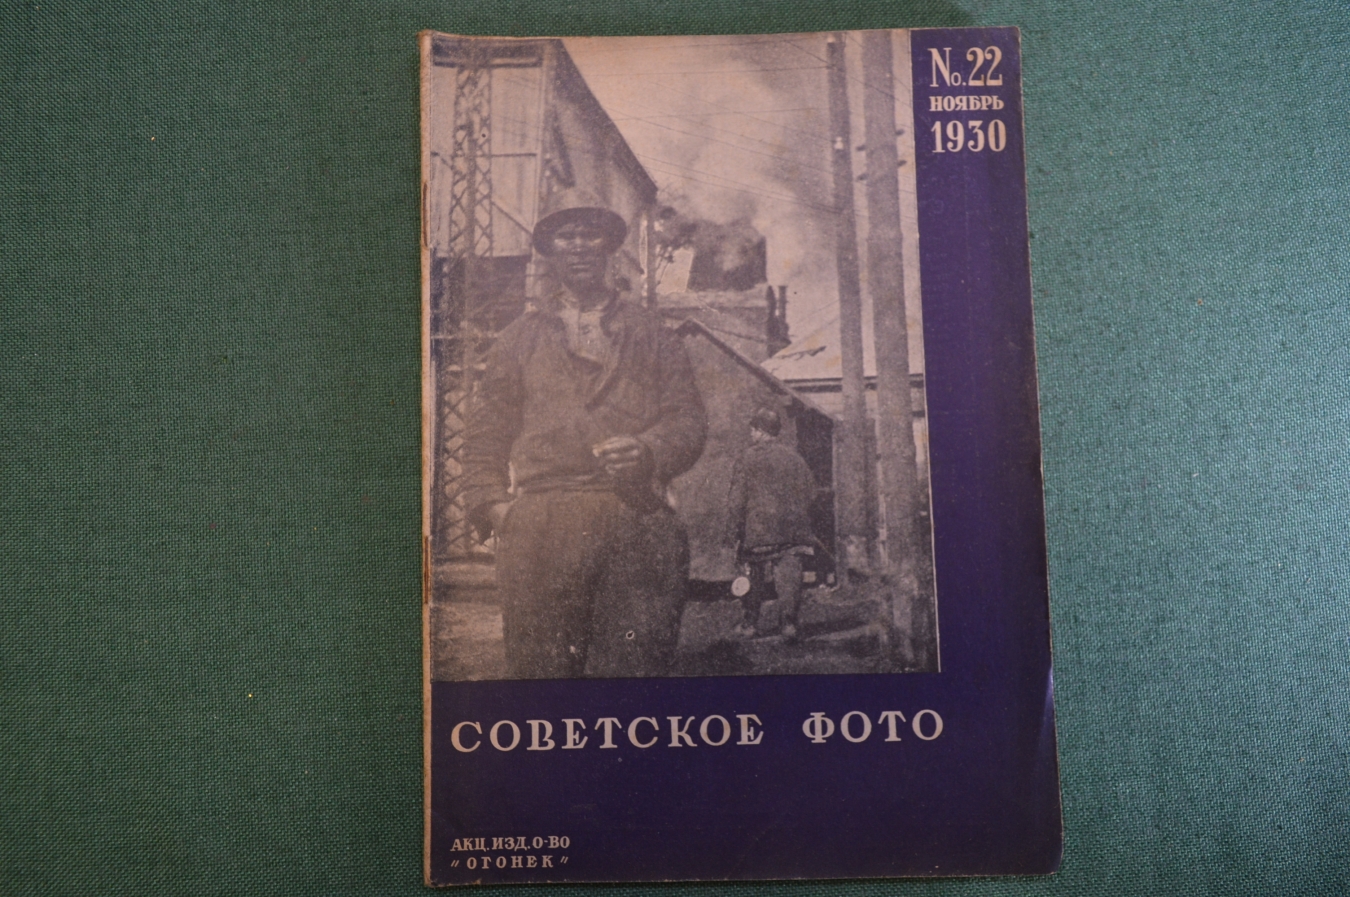 No. 22
НОЯБРЬ
1930
СОВЕТСКОЕ ФОТО
АКЦ. ИЗД. О-ВО
"ОГОНЕК"